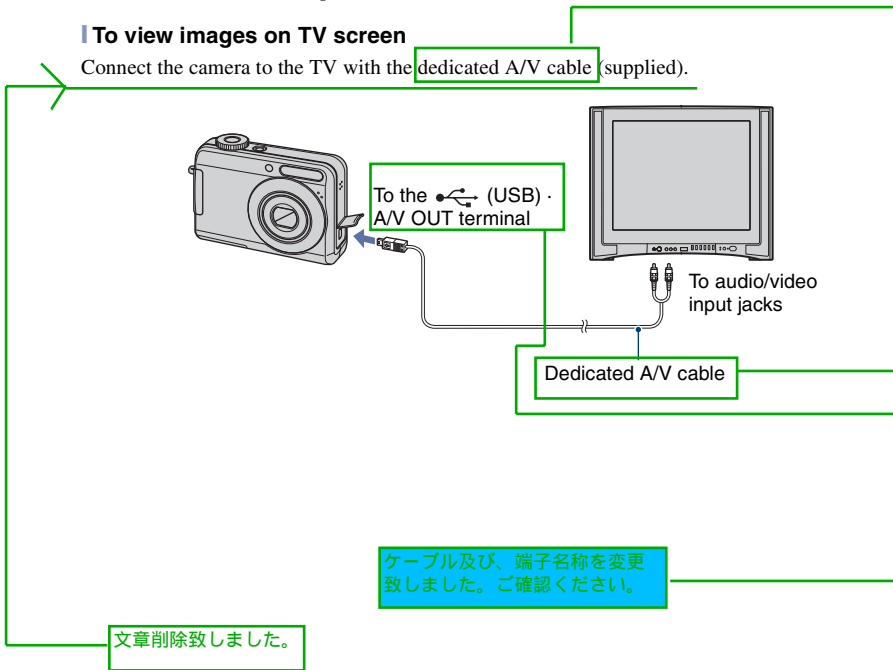 To view images on TV screen
Connect the camera to the TV with the dedicated A/V cable (supplied).
To the (USB) ·
A/V OUT terminal
To audio/video
input jacks
Dedicated A/V cable
ケーブル及び、端子名称を変更
致しました。ご確認ください。
文章削除致しました。